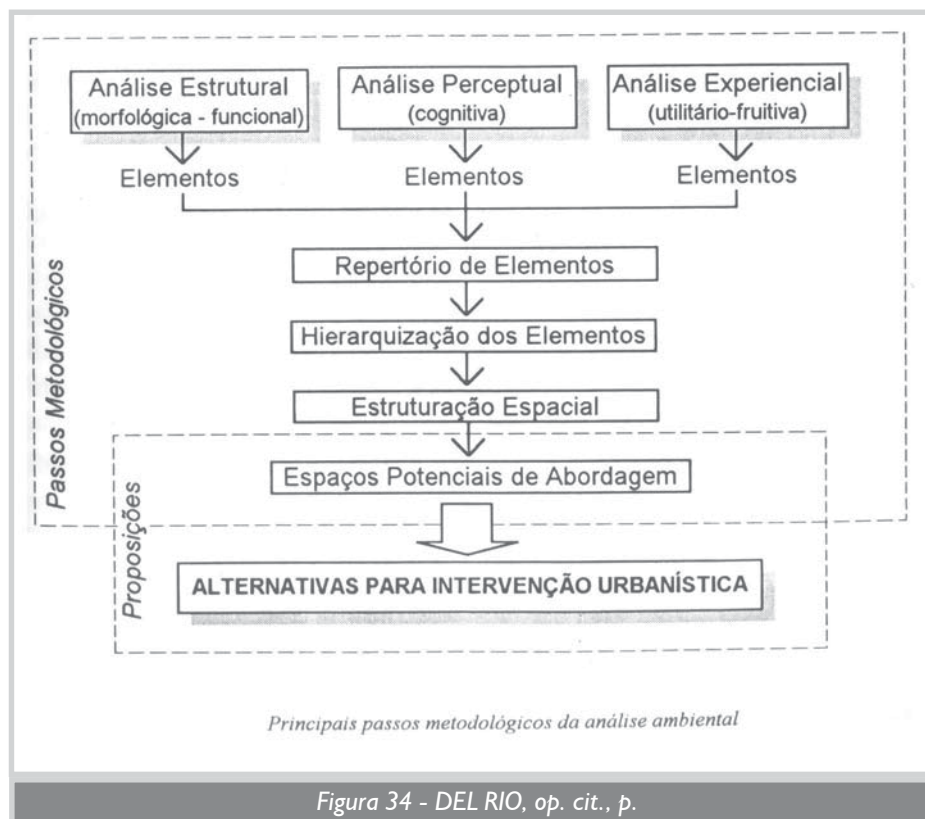 Análise Estrutural
(morfológica - funcional)
Análise Perceptual
(cognitiva)
Análise Experiencial
(utilitário-fruitiva)
Elementos
Elementos
Elementos
Repertório de Elementos
Hierarquização dos Elementos
Estruturação Espacial
Passos Metodológicos
Espaços Potenciais de Abordagem
Proposições
ALTERNATIVAS PARA INTERVENÇÃO URBANÍSTICA
Principais passos metodológicos da análise ambiental
Figura 34 - DEL RIO, op. cit., p.